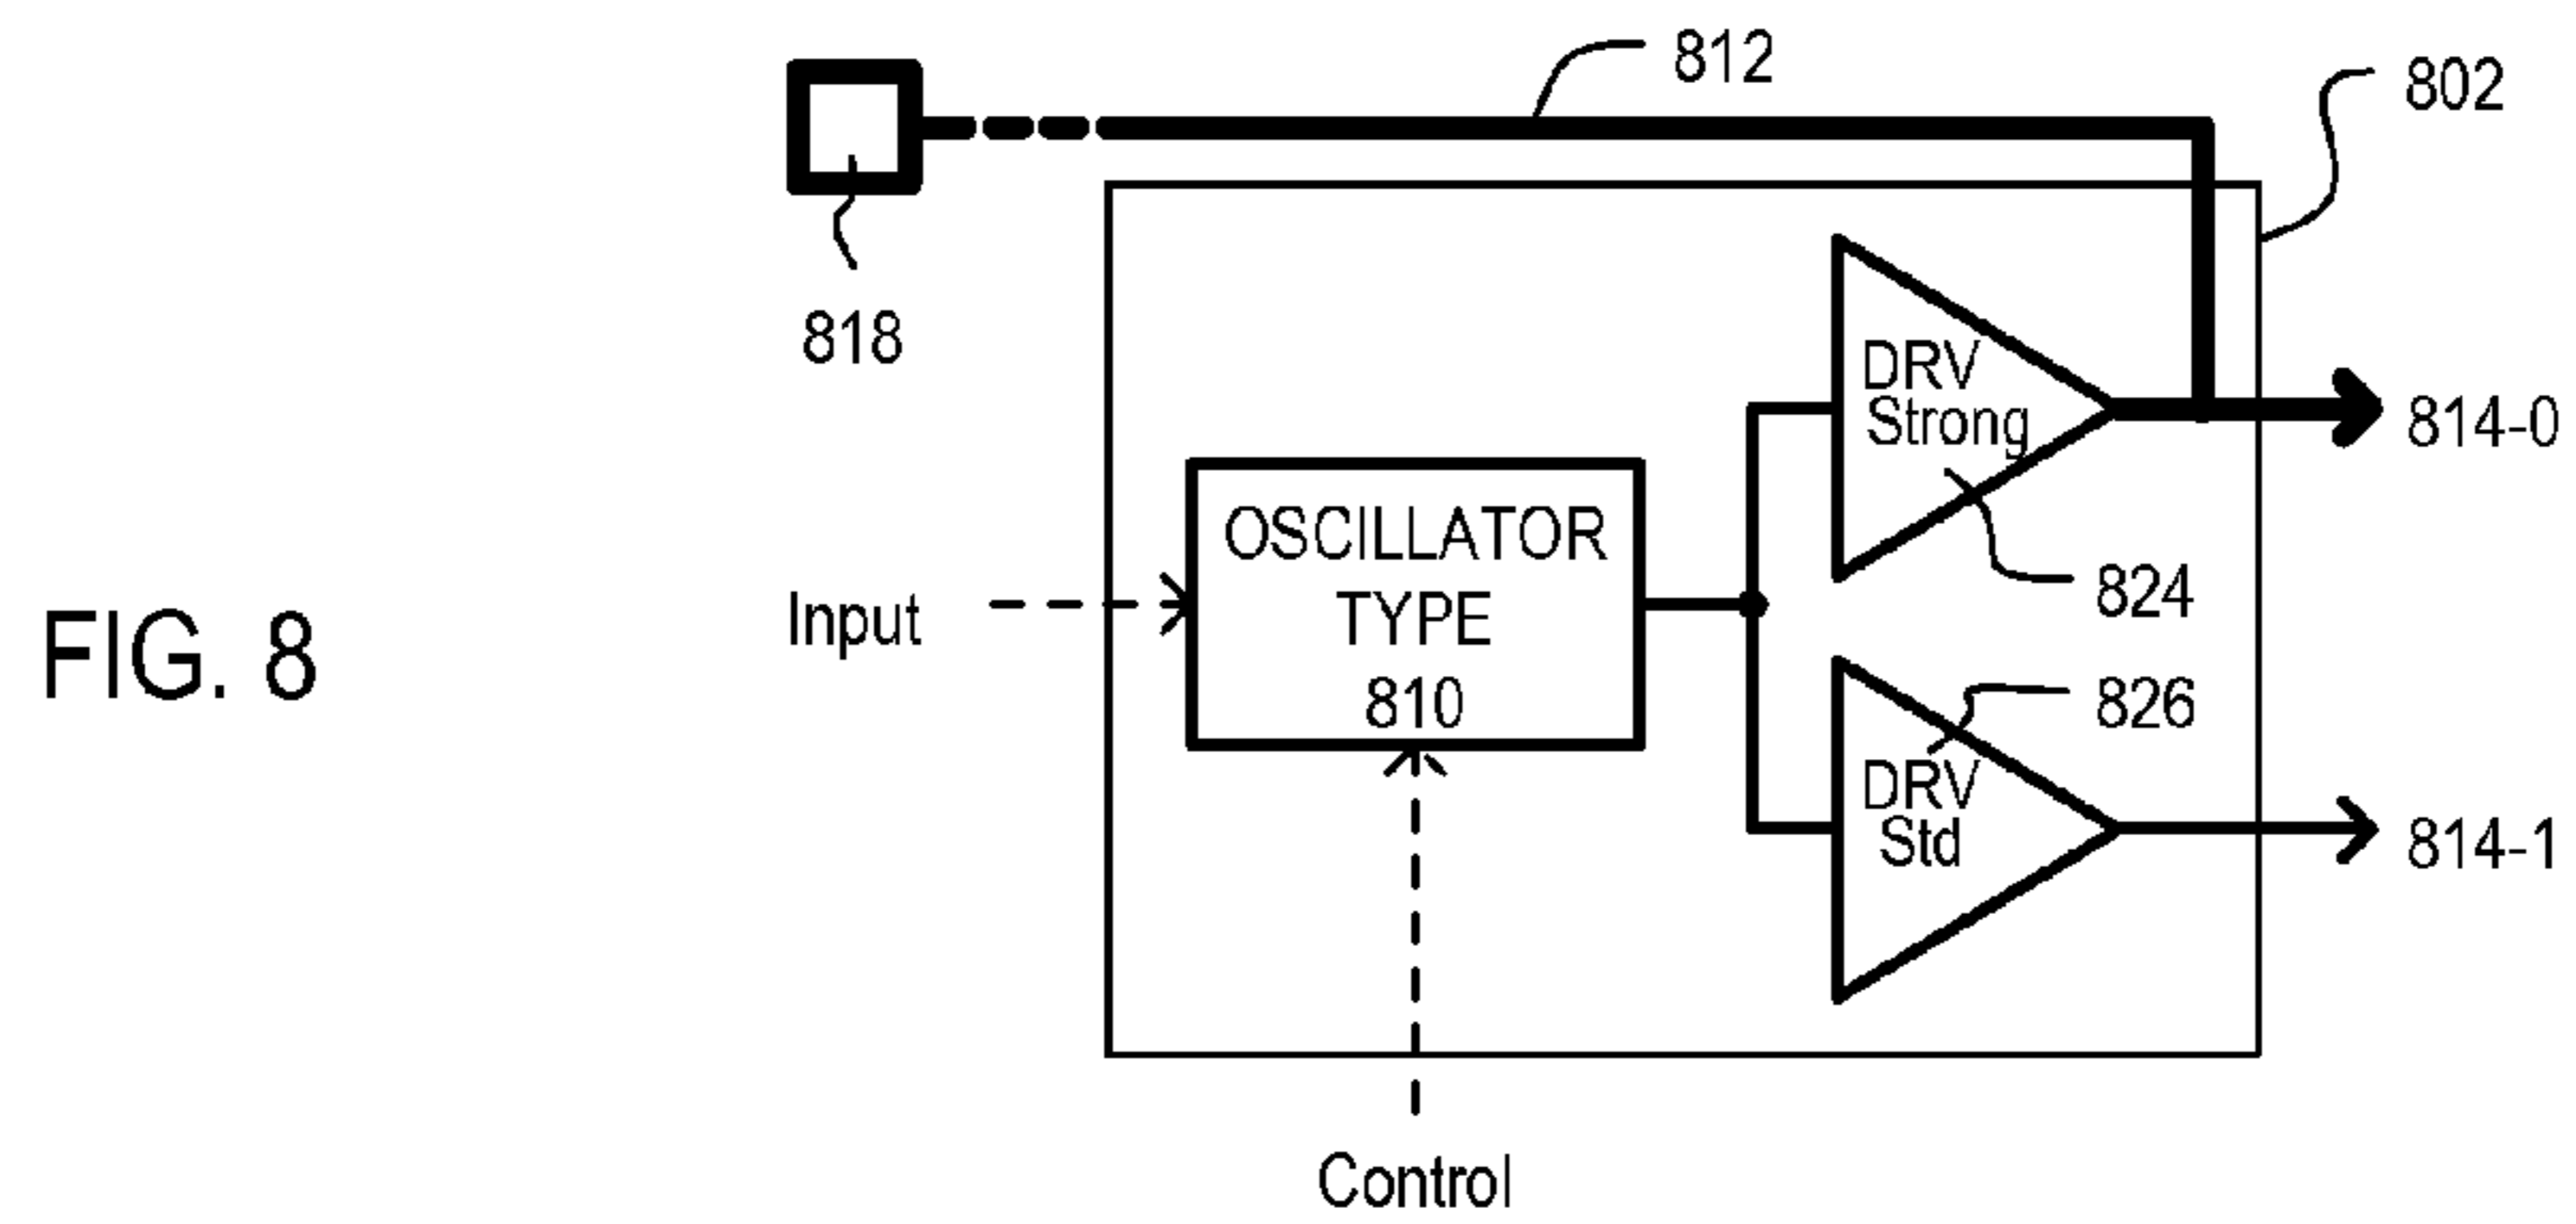 812
802
818
DRV
Strong
814-0
OSCILLATOR
TYPE
810
824
Input
FIG. 8
826
DRV
Std
814-1
Control